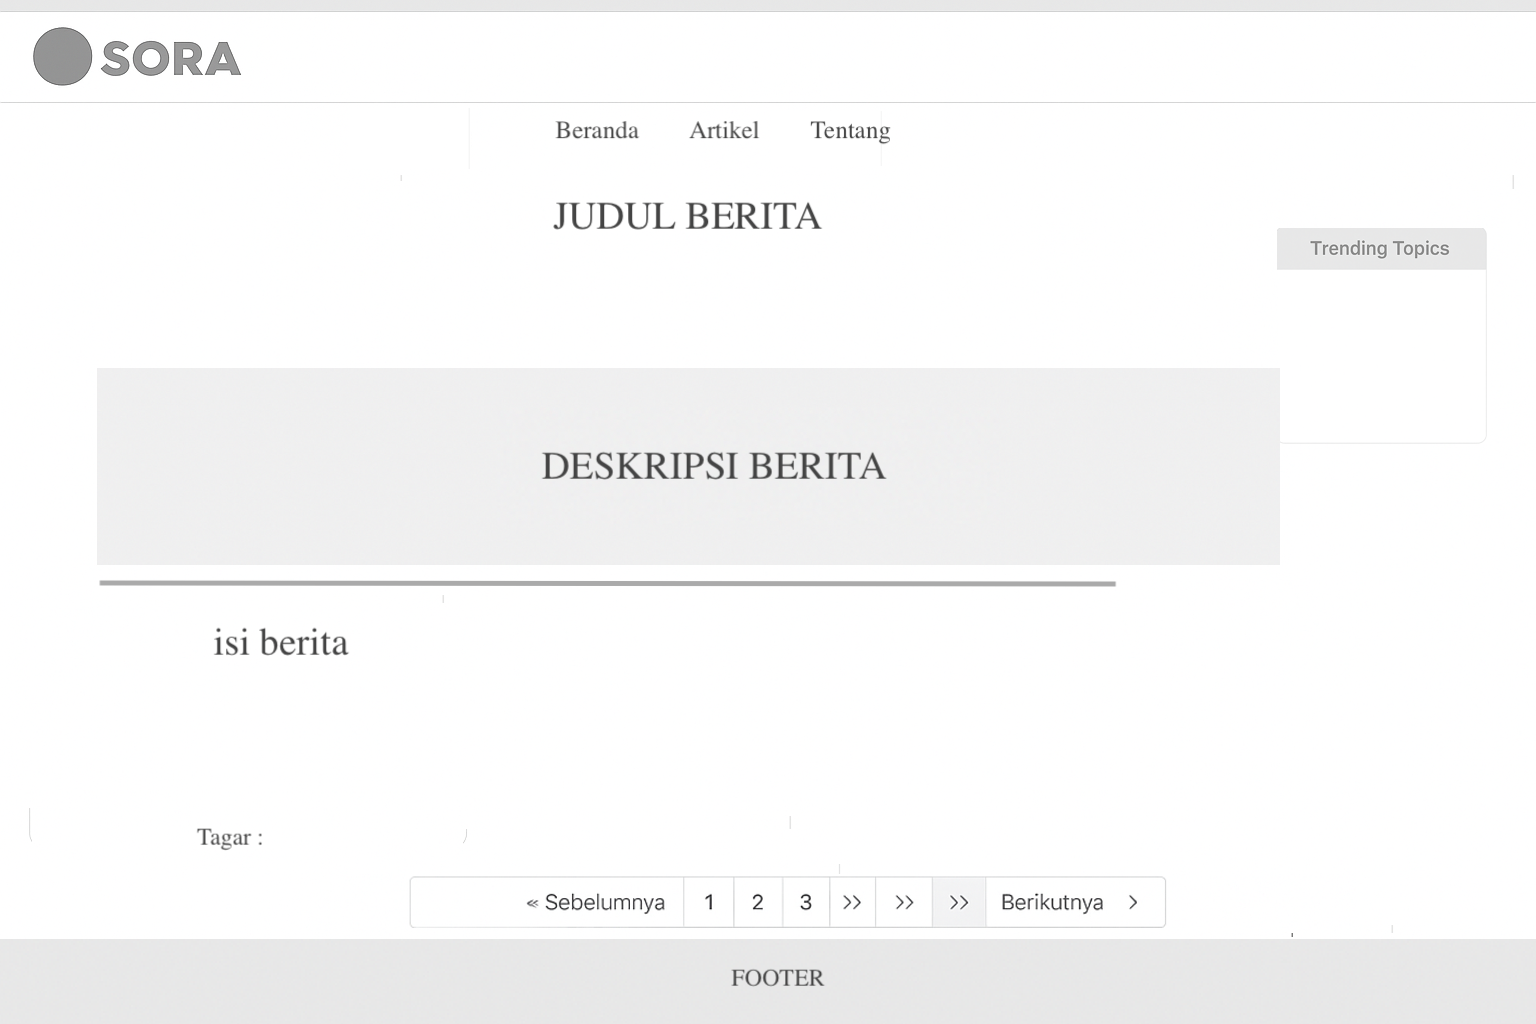 SORA
Beranda Artikel Tentang
JUDUL BERITA
Trending Topics
DESKRIPSI BERITA
isi berita
Tagar :
« Sebelumnya 1 2 3 >> >> >> Berikutnya >
FOOTER